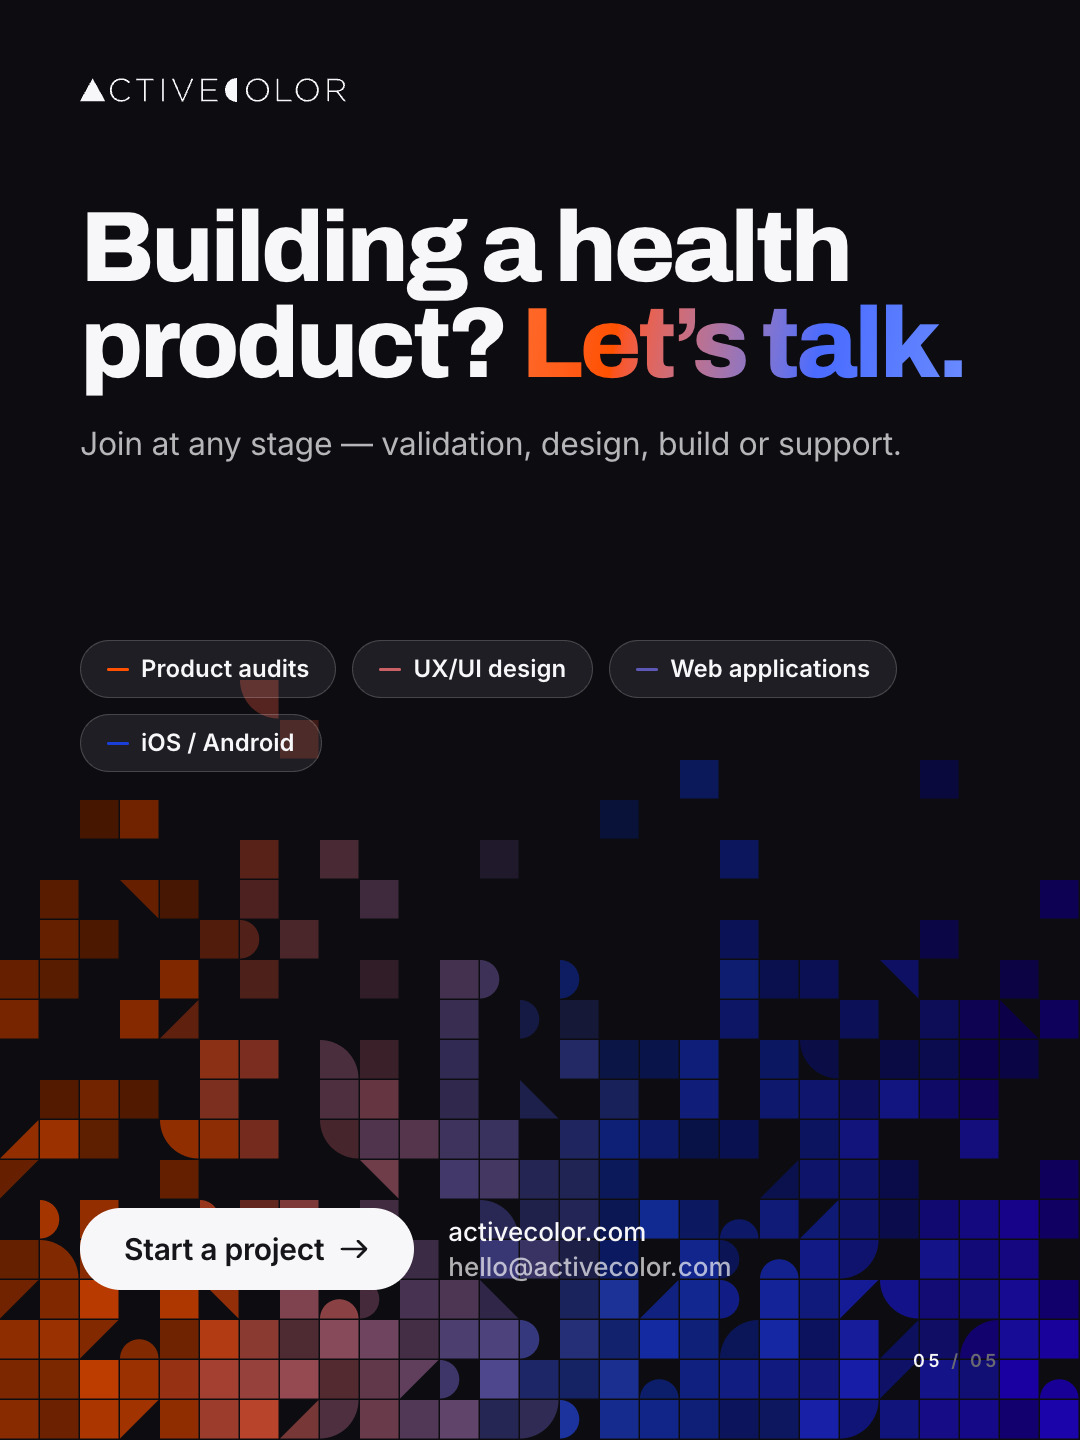 ACTIVECOLOR
Building a health
product? Let’s talk.
Join at any stage — validation, design, build or support.
Product audits
UX/UI design
Web applications
iOS / Android
Start a project →
activecolor.com
hello@activecolor.com
05 / 05